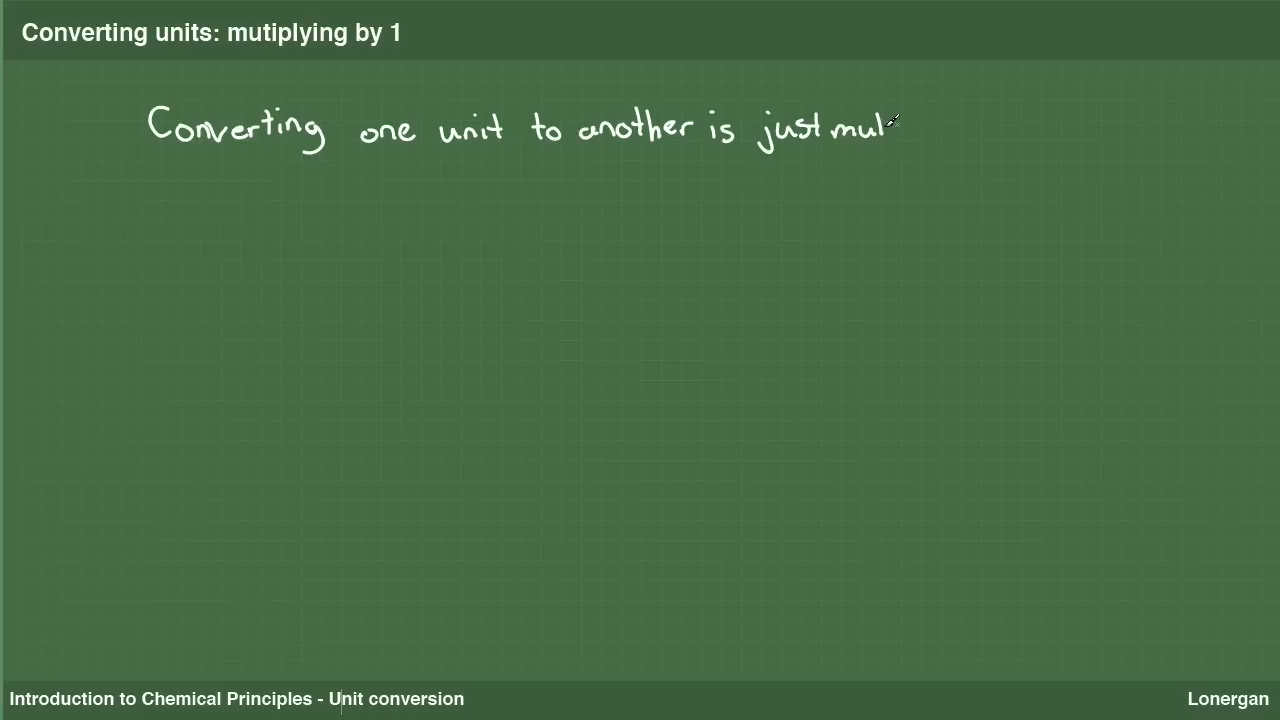 Converting units: mutiplying by 1
Converting one unit to another is just mul
Introduction to Chemical Principles - Unit conversion
Lonergan